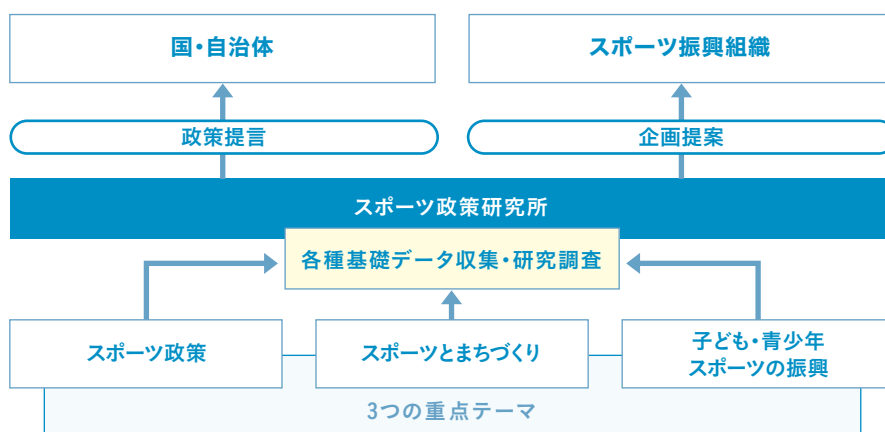 国・自治体
スポーツ振興組織
政策提言
企画提案
スポーツ政策研究所
各種基礎データ収集・研究調査
スポーツ政策
スポーツとまちづくり
子ども・青少年
スポーツの振興
3つの重点テーマ